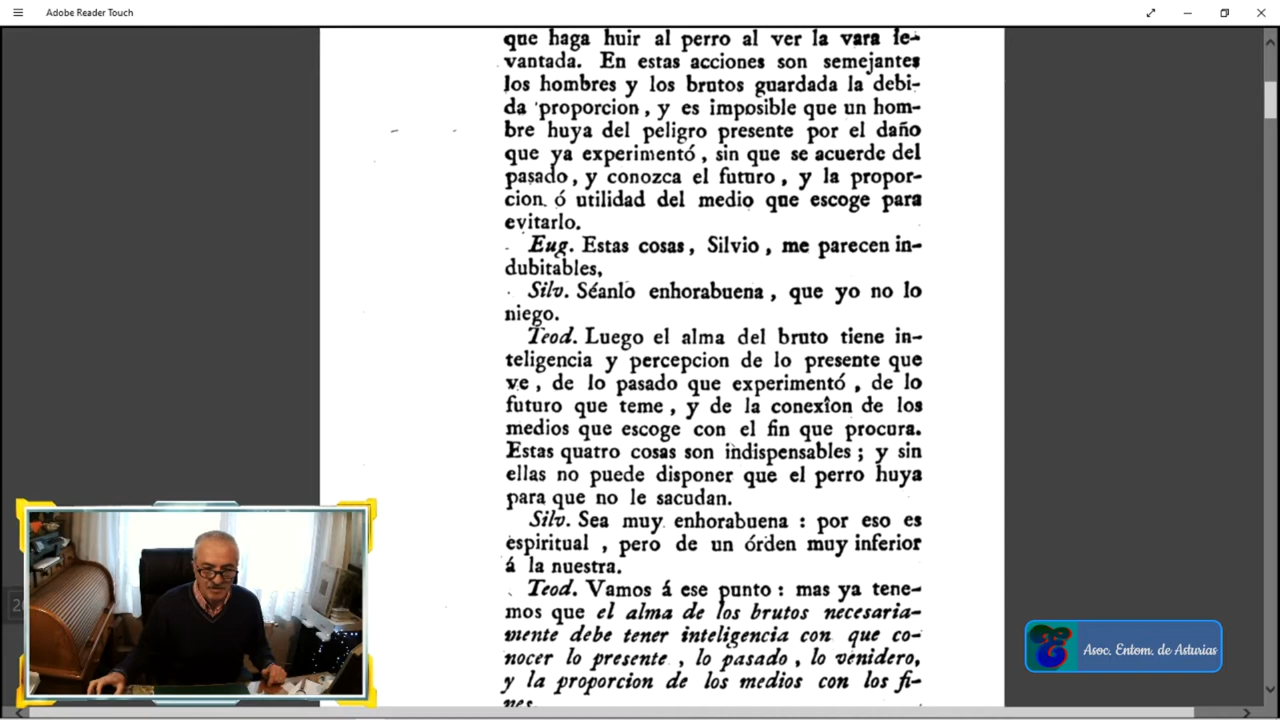 Adobe Reader Touch
que haga huir al perro al ver la vara le-
vantada. En estas acciones son semejantes
los hombres y los brutos guardada la debi-
da proporcion, y es imposible que un hom-
bre huya del peligro presente por el daño
que ya experimentó, sin que se acuerde del
pasado, y conozca el futuro, y la propor-
cion ó utilidad del medio que escoge para
evitarlo.
Eug. Estas cosas, Silvio, me parecen in-
dubitables,
Silv. Séanlo enhorabuena, que yo no lo
niego.
Teod. Luego el alma del bruto tiene in-
teligencia y percepcion de lo presente que
ve, de lo pasado que experimentó, de lo
futuro que teme, y de la conexîon de los
medios que escoge con el fin que procura.
Estas quatro cosas son indispensables; y sin
ellas no puede disponer que el perro huya
para que no le sacudan.
Silv. Sea muy enhorabuena: por eso es
espiritual, pero de un órden muy inferior
á la nuestra.
Teod. Vamos á ese punto: mas ya tene-
mos que el alma de los brutos necesaria-
mente debe tener inteligencia con que co-
nocer lo presente, lo pasado, lo venidero,
y la proporcion de los medios con los fi-
nes.
Asoc. Entom. de Asturias